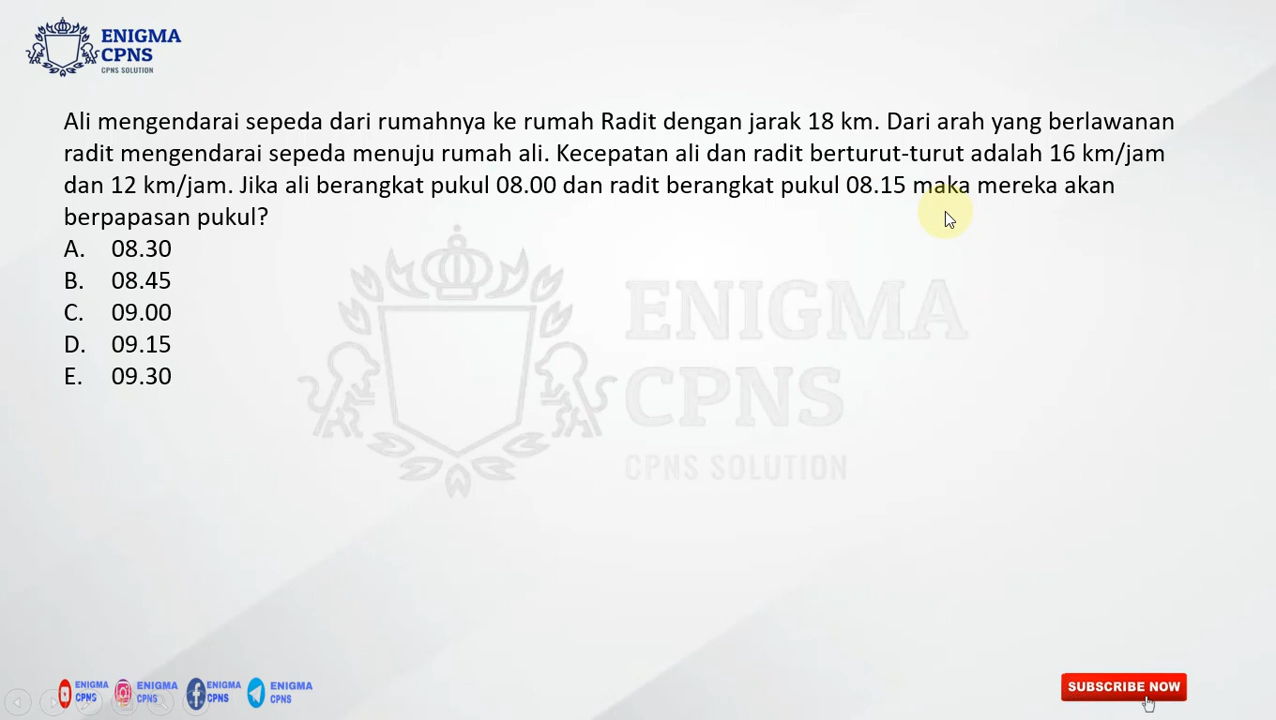 ENIGMA
CPNS
CPNS SOLUTION
Ali mengendarai sepeda dari rumahnya ke rumah Radit dengan jarak 18 km. Dari arah yang berlawanan
radit mengendarai sepeda menuju rumah ali. Kecepatan ali dan radit berturut-turut adalah 16 km/jam
dan 12 km/jam. Jika ali berangkat pukul 08.00 dan radit berangkat pukul 08.15 maka mereka akan
berpapasan pukul?
A. 08.30
B. 08.45
C. 09.00
D. 09.15
E. 09.30
ENIGMA
CPNS
CPNS SOLUTION
ENIGMA
CPNS
ENIGMA
CPNS
ENIGMA
CPNS
ENIGMA
CPNS
SUBSCRIBE NOW